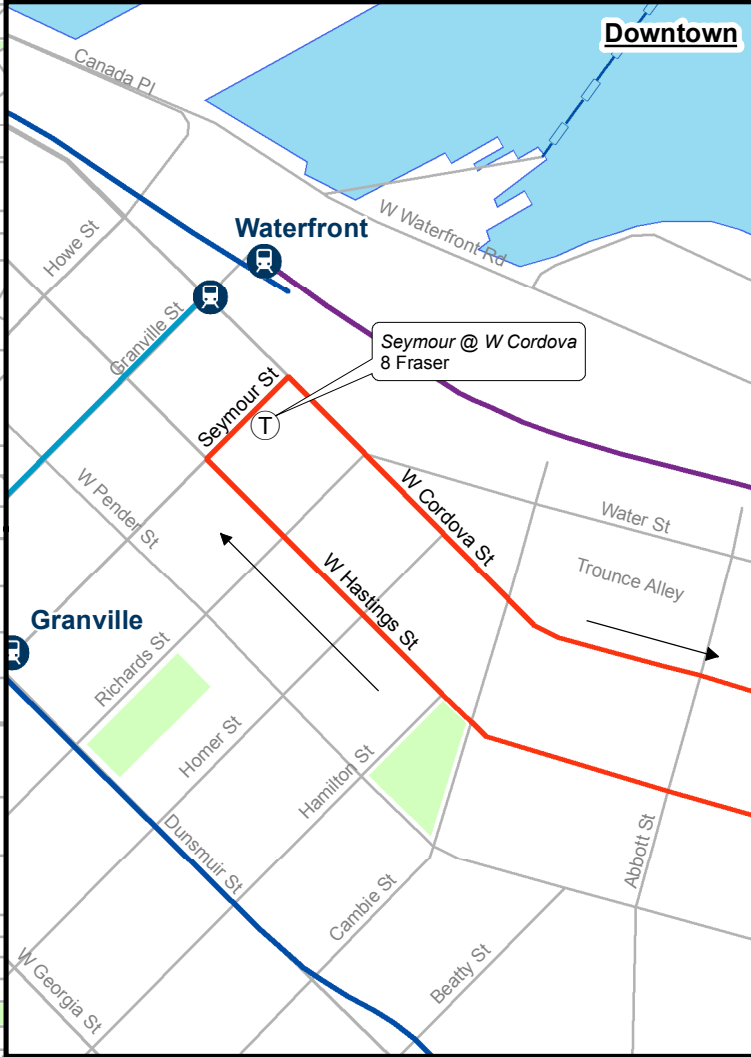 Downtown
Canada Pl
W Waterfront Rd
Howe St
Waterfront
Granville St
Seymour @ W Cordova
8 Fraser
Seymour St
T
W Pender St
W Cordova St
Water St
Trounce Alley
W Hastings St
Granville
Richards St
Homer St
Hamilton St
Dunsmuir St
Abbott St
Cambie St
Beatty St
W Georgia St